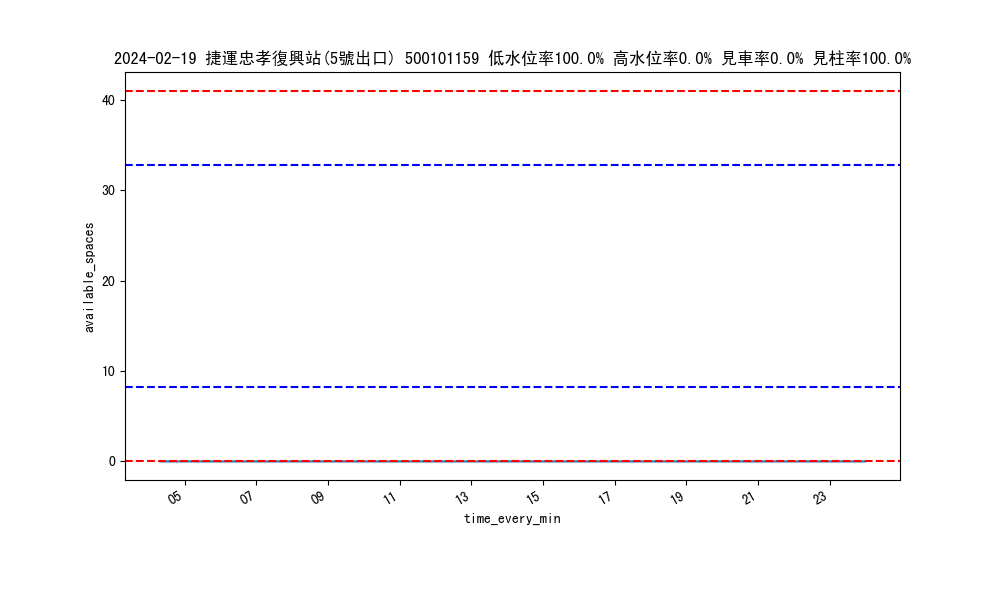 2024-02-19 捷運忠孝復興站(5號出口) 500101159 低水位率100.0% 高水位率0.0% 見車率0.0% 見柱率100.0%
40
30
20
10
0
available_spaces
05 07 09 11 13 15 17 19 21 23
time_every_min